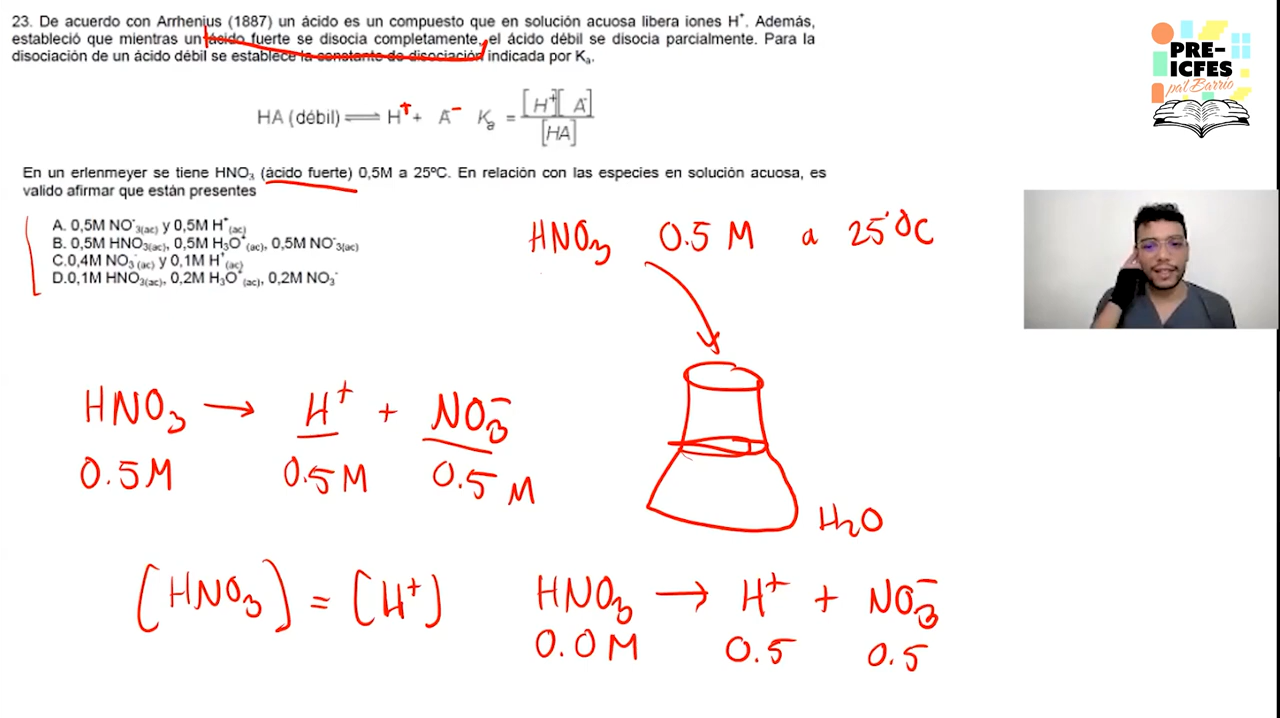 23. De acuerdo con Arrhenius (1887) un ácido es un compuesto que en solución acuosa libera iones H⁺. Además,
estableció que mientras un ácido fuerte se disocia completamente, el ácido débil se disocia parcialmente. Para la
disociación de un ácido débil se establece la constante de disociación indicada por Kₐ.
HA (débil) ⇌ H⁺ + A⁻ Kₐ = [H⁺][A⁻] / [HA]
En un erlenmeyer se tiene HNO₃ (ácido fuerte) 0,5M a 25ºC. En relación con las especies en solución acuosa, es
valido afirmar que están presentes
A. 0,5M NO⁻₃(ac) y 0,5M H⁺(ac)
B. 0,5M HNO₃(ac), 0,5M H₃O⁺(ac), 0,5M NO⁻₃(ac)
C.0,4M NO₃⁻(ac) y 0,1M H⁺(ac)
D.0,1M HNO₃(ac), 0,2M H₃O⁺(ac), 0,2M NO₃⁻
PRE-
ICFES
pa'l Barrio
HNO₃ 0.5 M a 25°C
HNO₃ → H⁺ + NO₃⁻
0.5M 0.5M 0.5 M
H₂O
[HNO₃] = [H⁺]
HNO₃ → H⁺ + NO₃⁻
0.0M 0.5 0.5